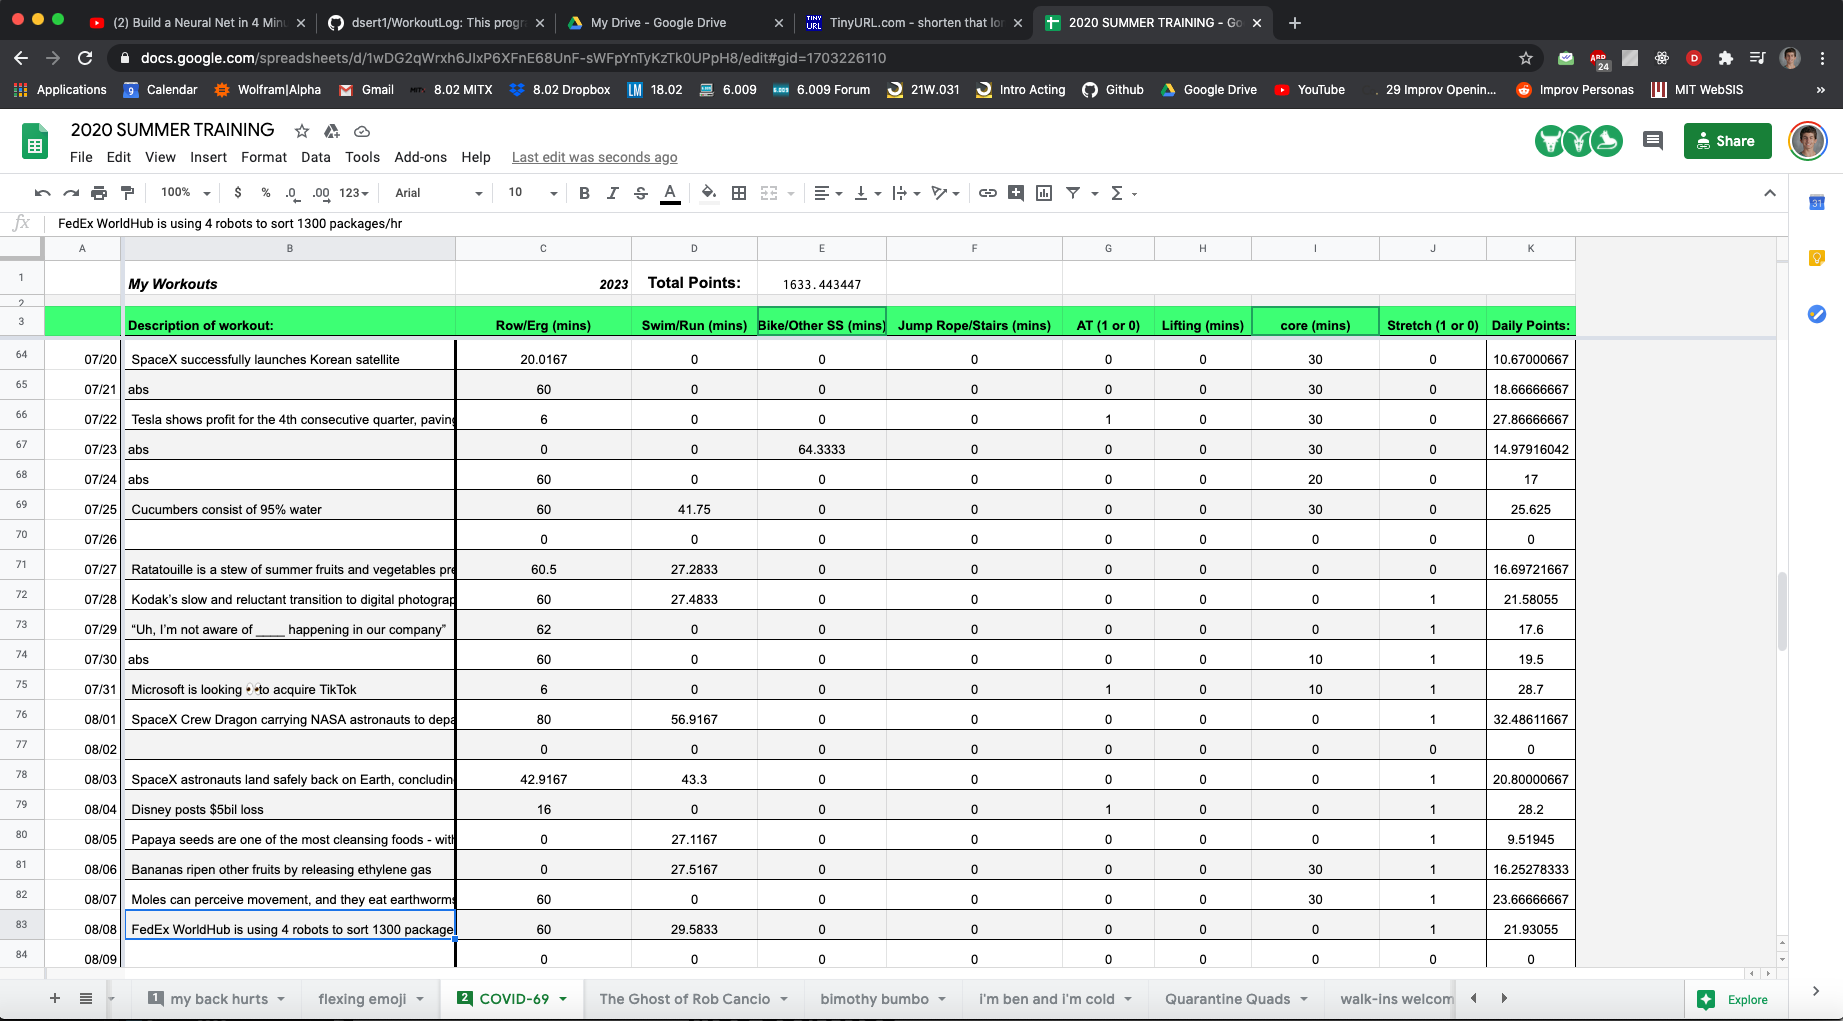 (2) Build a Neural Net in 4 Min
dsert1/WorkoutLog: This progr
My Drive - Google Drive
TINY URL
TinyURL.com - shorten that lo
2020 SUMMER TRAINING - Go
docs.google.com/spreadsheets/d/1wDG2qWrxh6JIxP6XFnE68UnF-sWFpYnTyKzTk0UPpH8/edit#gid=1703226110
ABP 24 D
Applications 9 Calendar Wolfram|Alpha Gmail 8.02 MITX 8.02 Dropbox LM 18.02 6.009 6.009 Forum 21W.031 Intro Acting Github Google Drive YouTube 29 Improv Openin... Improv Personas MIT WebSIS »
2020 SUMMER TRAINING
Share
File Edit View Insert Format Data Tools Add-ons Help Last edit was seconds ago
100% $ % .0 .00 123 Arial 10 B I S A Σ
31
fx FedEx WorldHub is using 4 robots to sort 1300 packages/hr
A B C D E F G H I J K
1 My Workouts 2023 Total Points: 1633.443447
2
3 Description of workout: Row/Erg (mins) Swim/Run (mins) Bike/Other SS (mins) Jump Rope/Stairs (mins) AT (1 or 0) Lifting (mins) core (mins) Stretch (1 or 0) Daily Points:
64 07/20 SpaceX successfully launches Korean satellite 20.0167 0 0 0 0 0 30 0 10.67000667
65 07/21 abs 60 0 0 0 0 0 30 0 18.66666667
66 07/22 Tesla shows profit for the 4th consecutive quarter, paving 6 0 0 0 1 0 30 0 27.86666667
67 07/23 abs 0 0 64.3333 0 0 0 30 0 14.97916042
68 07/24 abs 60 0 0 0 0 0 20 0 17
69 07/25 Cucumbers consist of 95% water 60 41.75 0 0 0 0 30 0 25.625
70 07/26 0 0 0 0 0 0 0 0 0
71 07/27 Ratatouille is a stew of summer fruits and vegetables pre 60.5 27.2833 0 0 0 0 0 0 16.69721667
72 07/28 Kodak's slow and reluctant transition to digital photograp 60 27.4833 0 0 0 0 0 1 21.58055
73 07/29 "Uh, I'm not aware of ____ happening in our company" 62 0 0 0 0 0 0 1 17.6
74 07/30 abs 60 0 0 0 0 0 10 1 19.5
75 07/31 Microsoft is looking 👀to acquire TikTok 6 0 0 0 1 0 10 1 28.7
76 08/01 SpaceX Crew Dragon carrying NASA astronauts to depa 80 56.9167 0 0 0 0 0 1 32.48611667
77 08/02 0 0 0 0 0 0 0 0 0
78 08/03 SpaceX astronauts land safely back on Earth, concludin 42.9167 43.3 0 0 0 0 0 1 20.80000667
79 08/04 Disney posts $5bil loss 16 0 0 0 1 0 0 1 28.2
80 08/05 Papaya seeds are one of the most cleansing foods - with 0 27.1167 0 0 0 0 0 1 9.51945
81 08/06 Bananas ripen other fruits by releasing ethylene gas 0 27.5167 0 0 0 0 30 1 16.25278333
82 08/07 Moles can perceive movement, and they eat earthworms 60 0 0 0 0 0 30 1 23.66666667
83 08/08 FedEx WorldHub is using 4 robots to sort 1300 package 60 29.5833 0 0 0 0 0 1 21.93055
84 08/09 0 0 0 0 0 0 0 0 0
+ 1 my back hurts flexing emoji 2 COVID-69 The Ghost of Rob Cancio bimothy bumbo i'm ben and i'm cold Quarantine Quads walk-ins welcom Explore